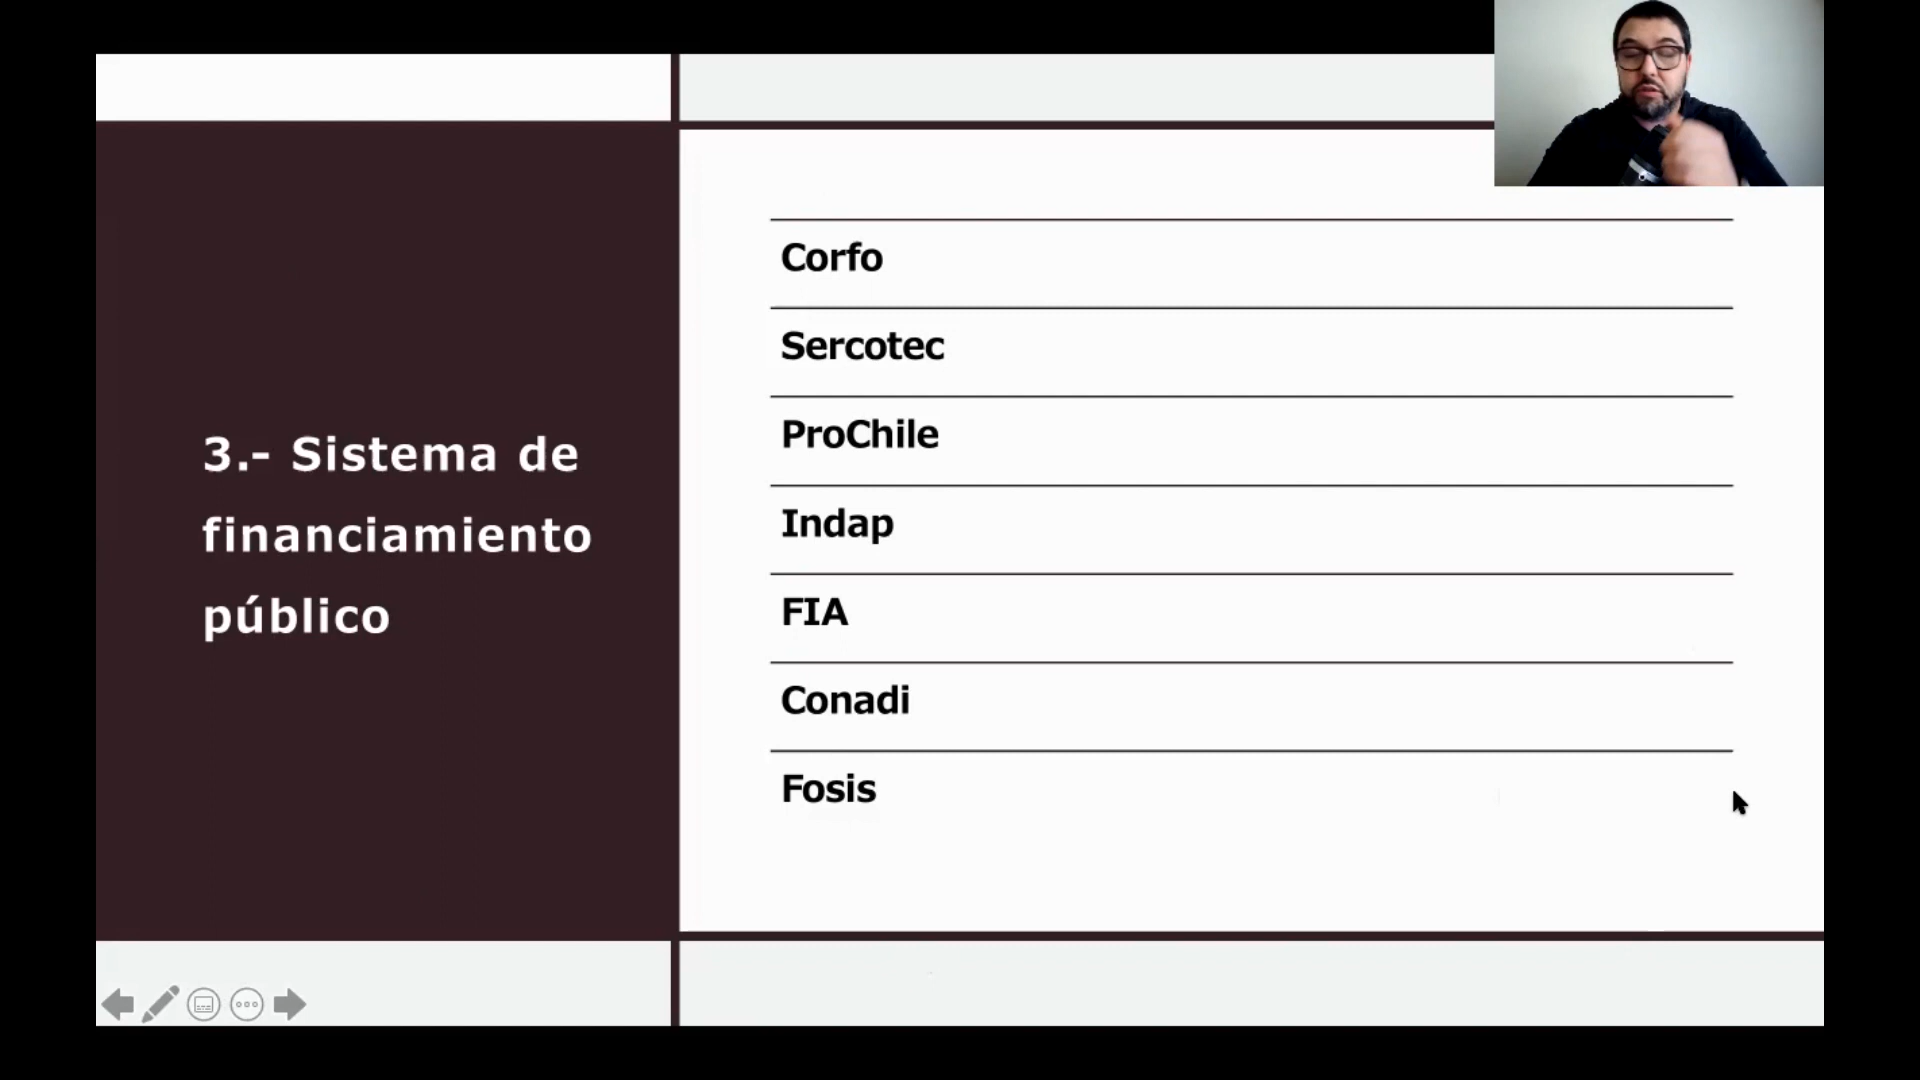 3.- Sistema de
financiamiento
público
Corfo
Sercotec
ProChile
Indap
FIA
Conadi
Fosis